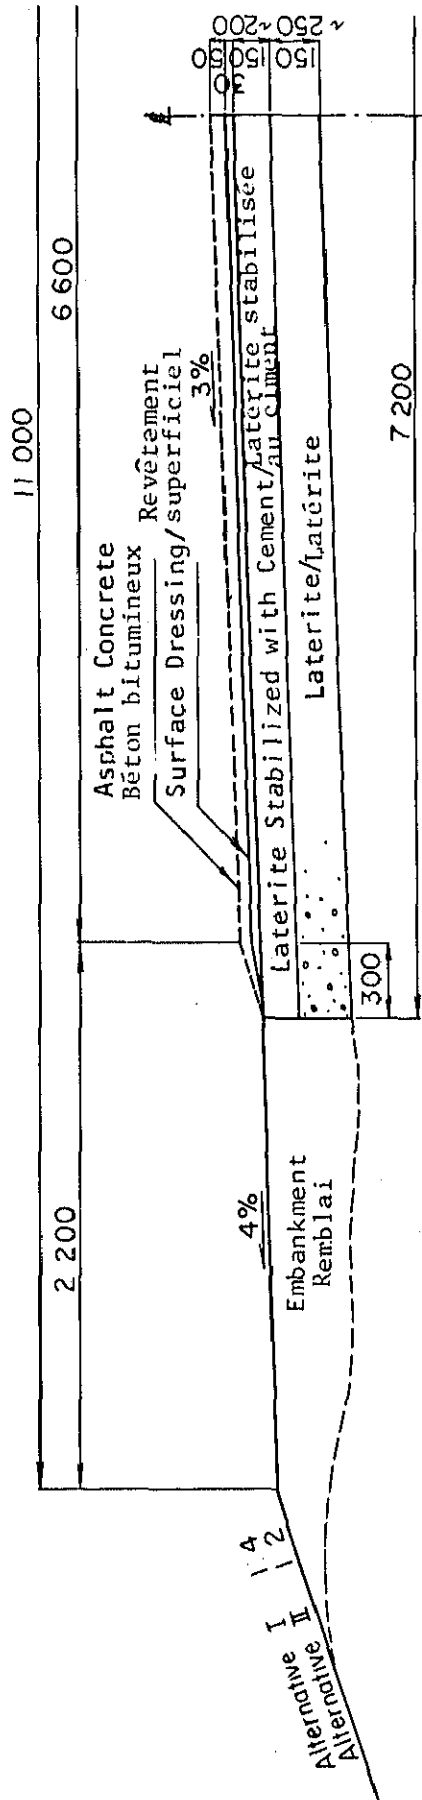 11 000
6 600
2 200
Asphalt Concrete
Béton bitumineux
Revêtement
Surface Dressing/superficiel
3%
50
30
150~200
150~250
Laterite Stabilized with Cement/Latérite stabilisée
au ciment
Laterite/Latérite
4%
Embankment
Remblai
300
7 200
Alternative I 1:4
Alternative II 1:2